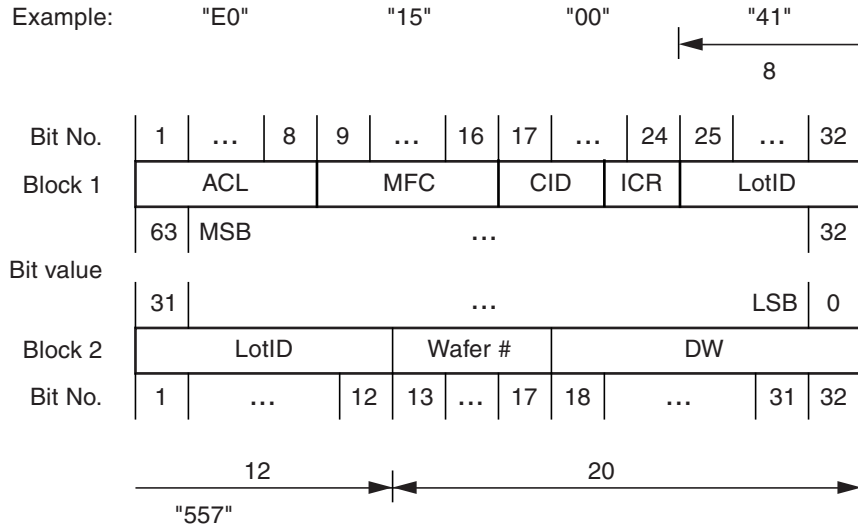 Example: "E0" "15" "00" "41"
8
Bit No. 1 ... 8 9 ... 16 17 ... 24 25 ... 32
Block 1 ACL MFC CID ICR LotID
63 MSB ... 32
Bit value
31 ... LSB 0
Block 2 LotID Wafer # DW
Bit No. 1 ... 12 13 ... 17 18 ... 31 32
12 20
"557"